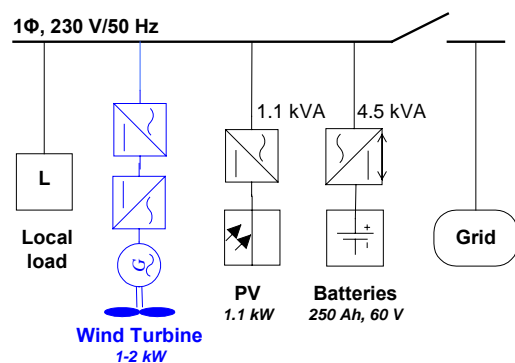 1Φ, 230 V/50 Hz
1.1 kVA
4.5 kVA
L
G
Local
load
Grid
PV
1.1 kW
Batteries
250 Ah, 60 V
Wind Turbine
1-2 kW